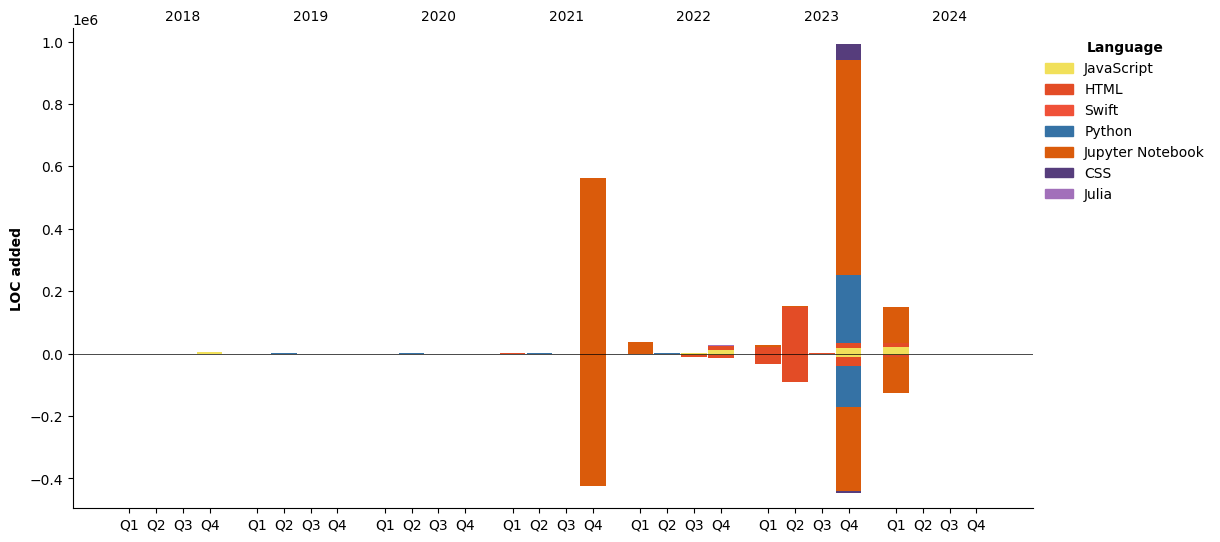 1e6
2018 2019 2020 2021 2022 2023 2024
LOC added
1.0
0.8
0.6
0.4
0.2
0.0
−0.2
−0.4
Q1 Q2 Q3 Q4 Q1 Q2 Q3 Q4 Q1 Q2 Q3 Q4 Q1 Q2 Q3 Q4 Q1 Q2 Q3 Q4 Q1 Q2 Q3 Q4 Q1 Q2 Q3 Q4
Language
JavaScript
HTML
Swift
Python
Jupyter Notebook
CSS
Julia